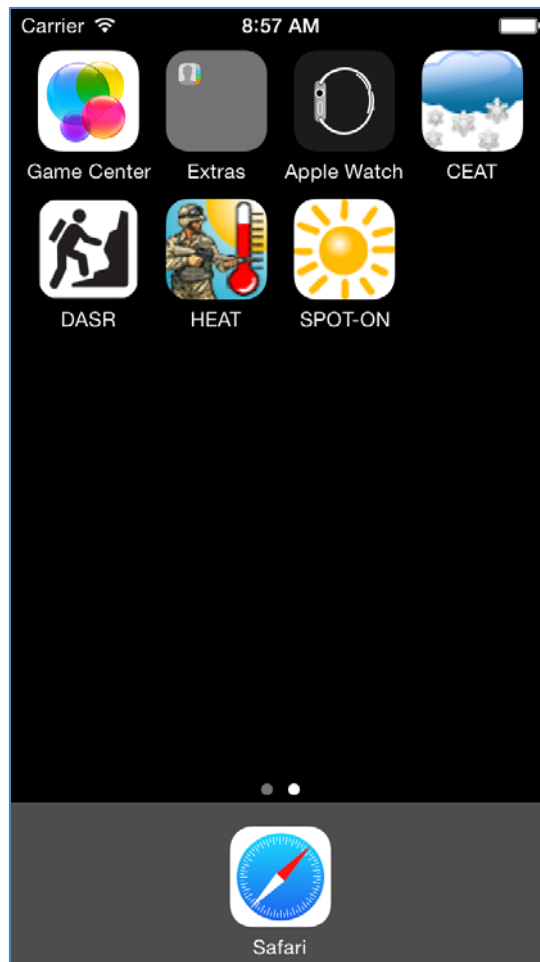 Carrier 8:57 AM
Game Center Extras Apple Watch CEAT
DASR HEAT SPOT-ON
Safari